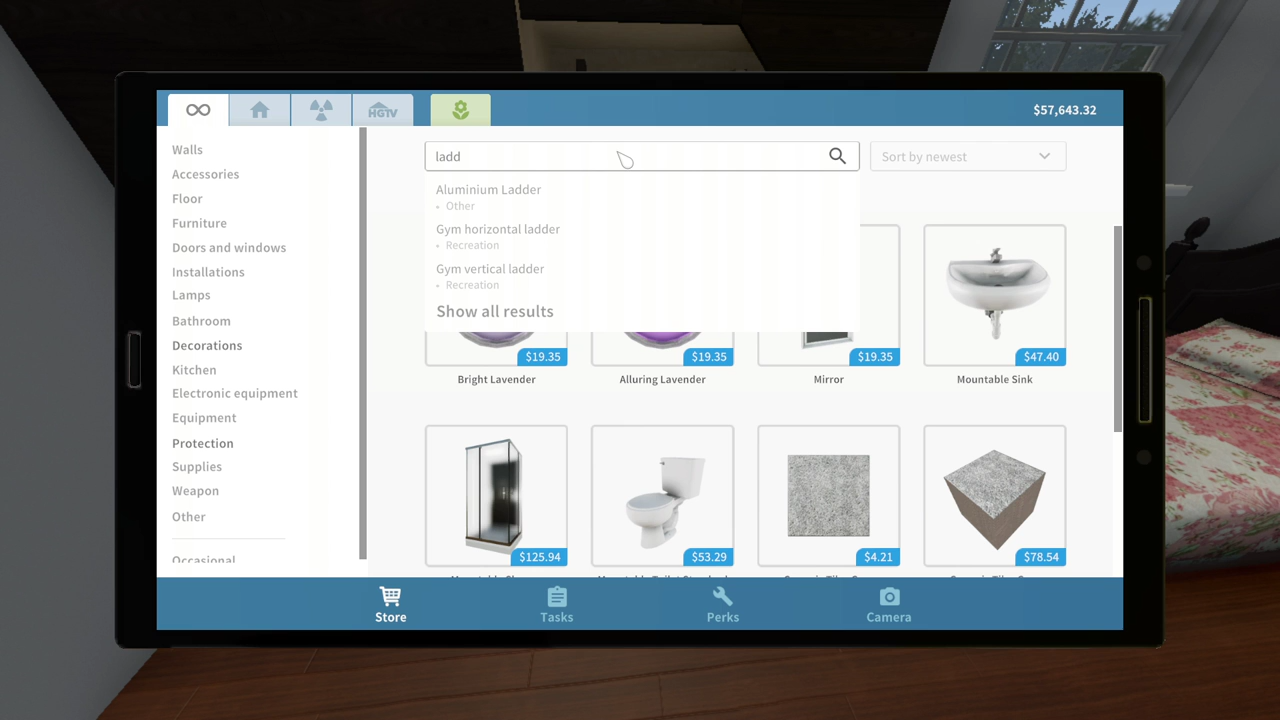 HGTV
$57,643.32
Walls
Accessories
Floor
Furniture
Doors and windows
Installations
Lamps
Bathroom
Decorations
Kitchen
Electronic equipment
Equipment
Protection
Supplies
Weapon
Other
Occasional
ladd
Sort by newest
Aluminium Ladder
• Other
Gym horizontal ladder
• Recreation
Gym vertical ladder
• Recreation
Show all results
$19.35
$19.35
$19.35
$47.40
Bright Lavender
Alluring Lavender
Mirror
Mountable Sink
$125.94
$53.29
$4.21
$78.54
Store
Tasks
Perks
Camera